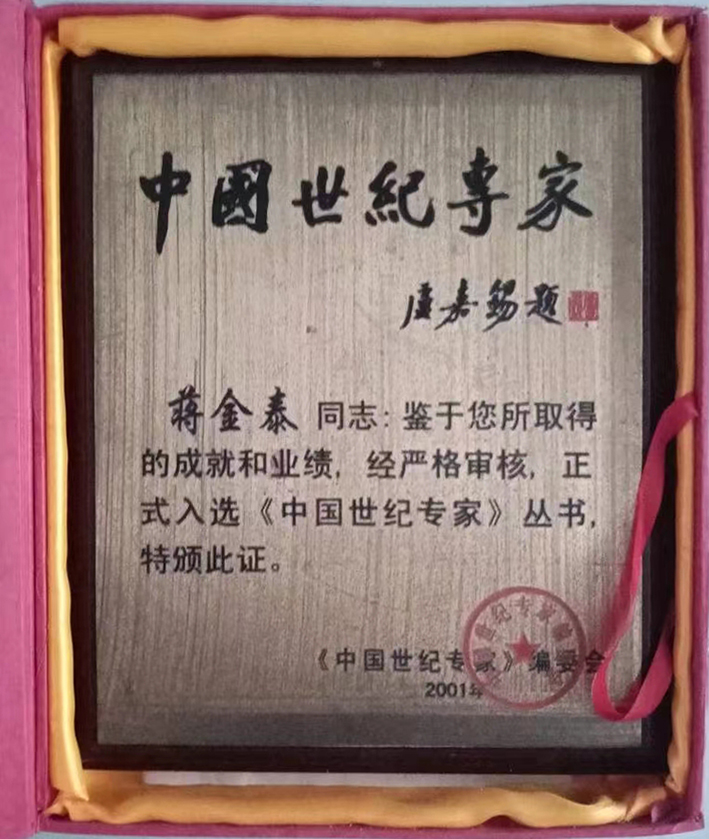 中國世紀専家
盧嘉錫題
蒋金泰 同志：鉴于您所取得
的成就和业绩，经严格审核，正
式入选《中国世纪专家》丛书，
特颁此证。
《中国世纪专家》编委会
2001年